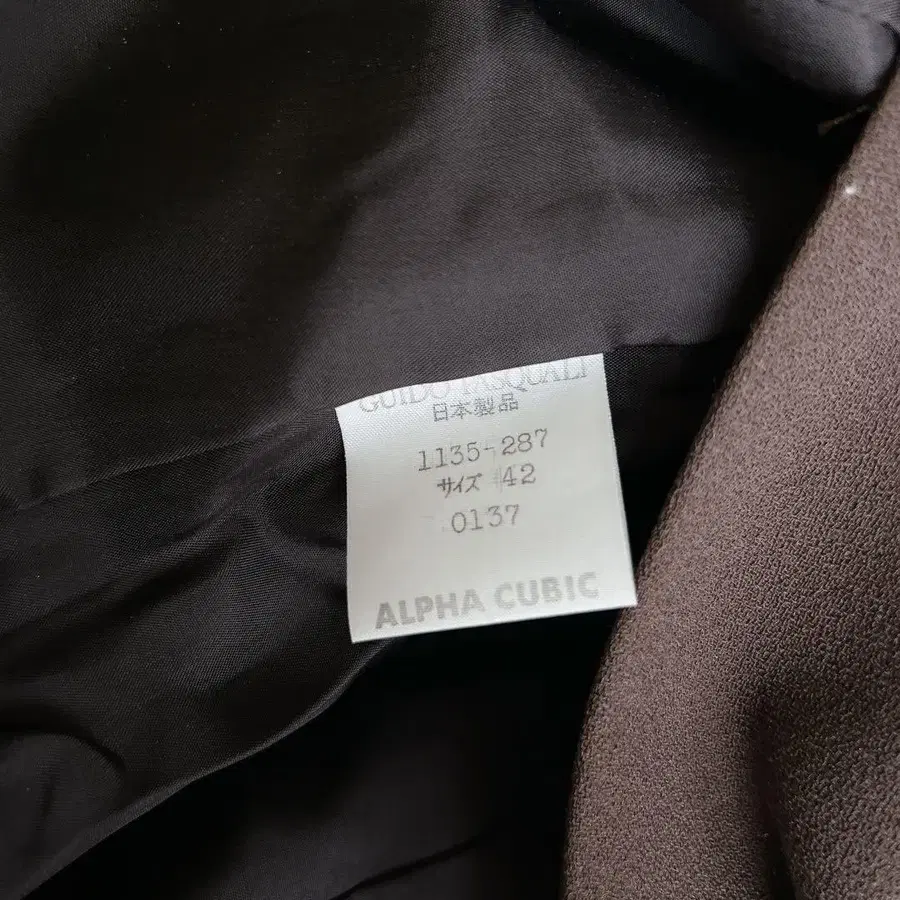 GUIDO PASQUALI
日本製品
1135-287
サイズ 42
0137
ALPHA CUBIC